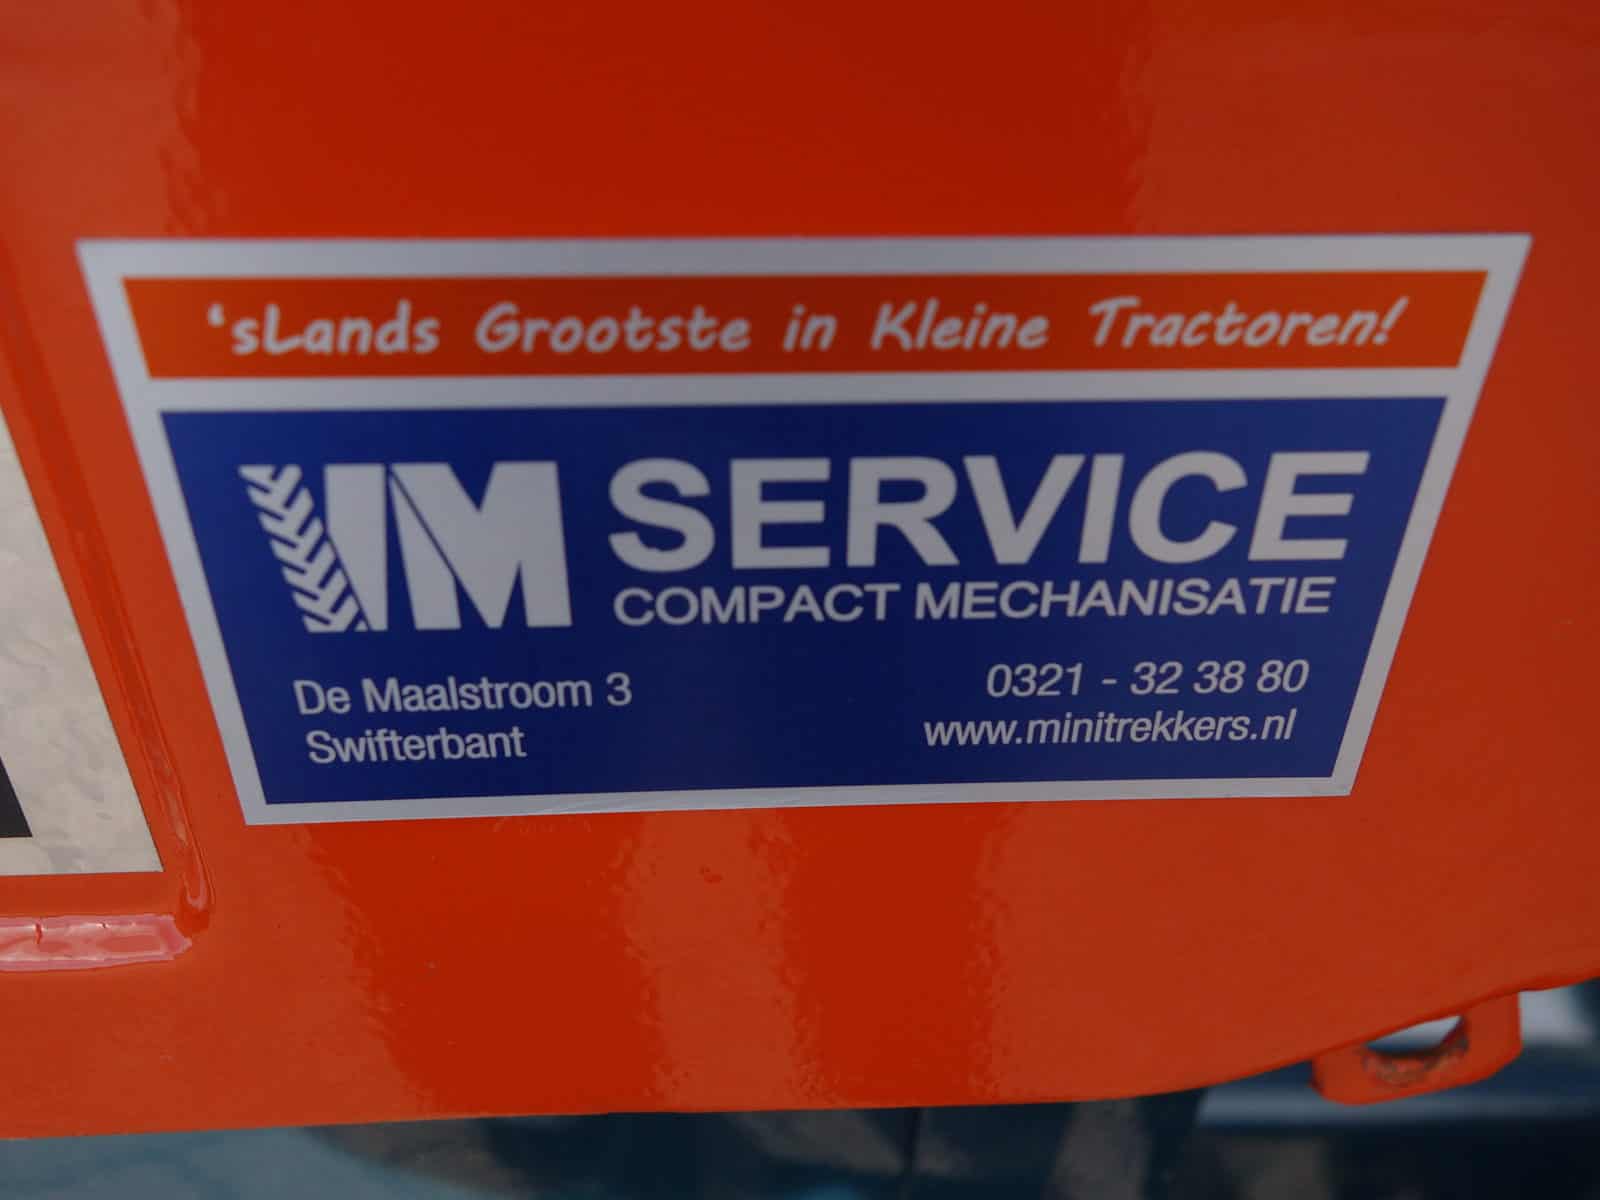 'sLands Grootste in Kleine Tractoren!
IM SERVICE
COMPACT MECHANISATIE
De Maalstroom 3
Swifterbant
0321 - 32 38 80
www.minitrekkers.nl